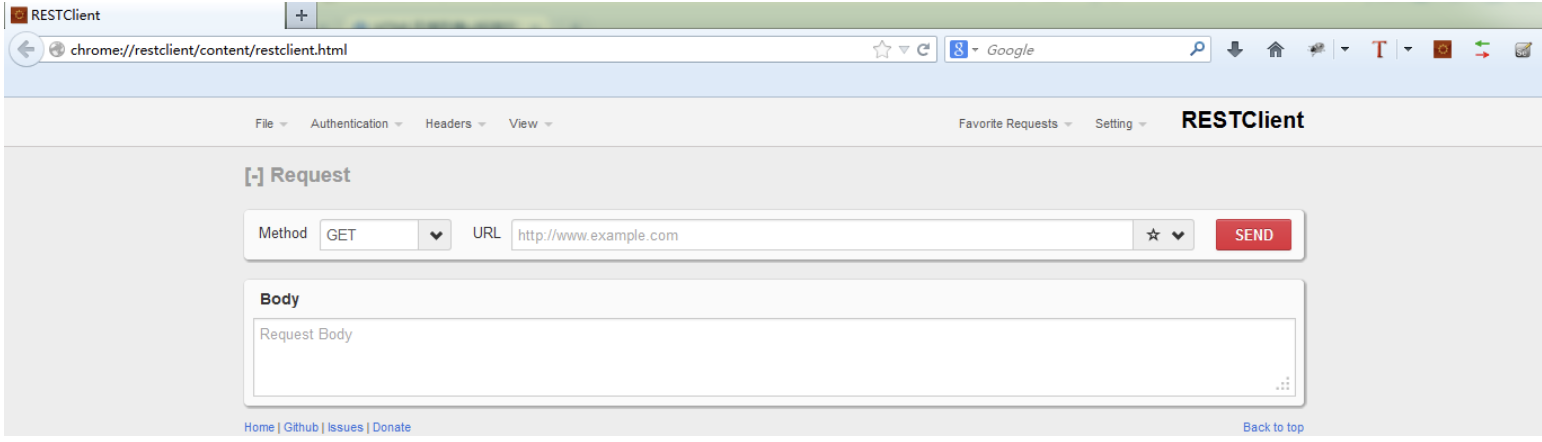 RESTClient
chrome://restclient/content/restclient.html
8 Google
T
File Authentication Headers View Favorite Requests Setting RESTClient
[-] Request
Method GET URL http://www.example.com SEND
Body
Request Body
Home | Github | Issues | Donate Back to top